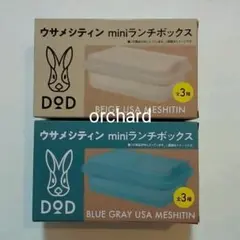 ウサメシティン miniランチボックス
DOD
全3種
BEIGE USA MESHITIN
orchard
ウサメシティン miniランチボックス
DOD
全3種
BLUE GRAY USA MESHITIN